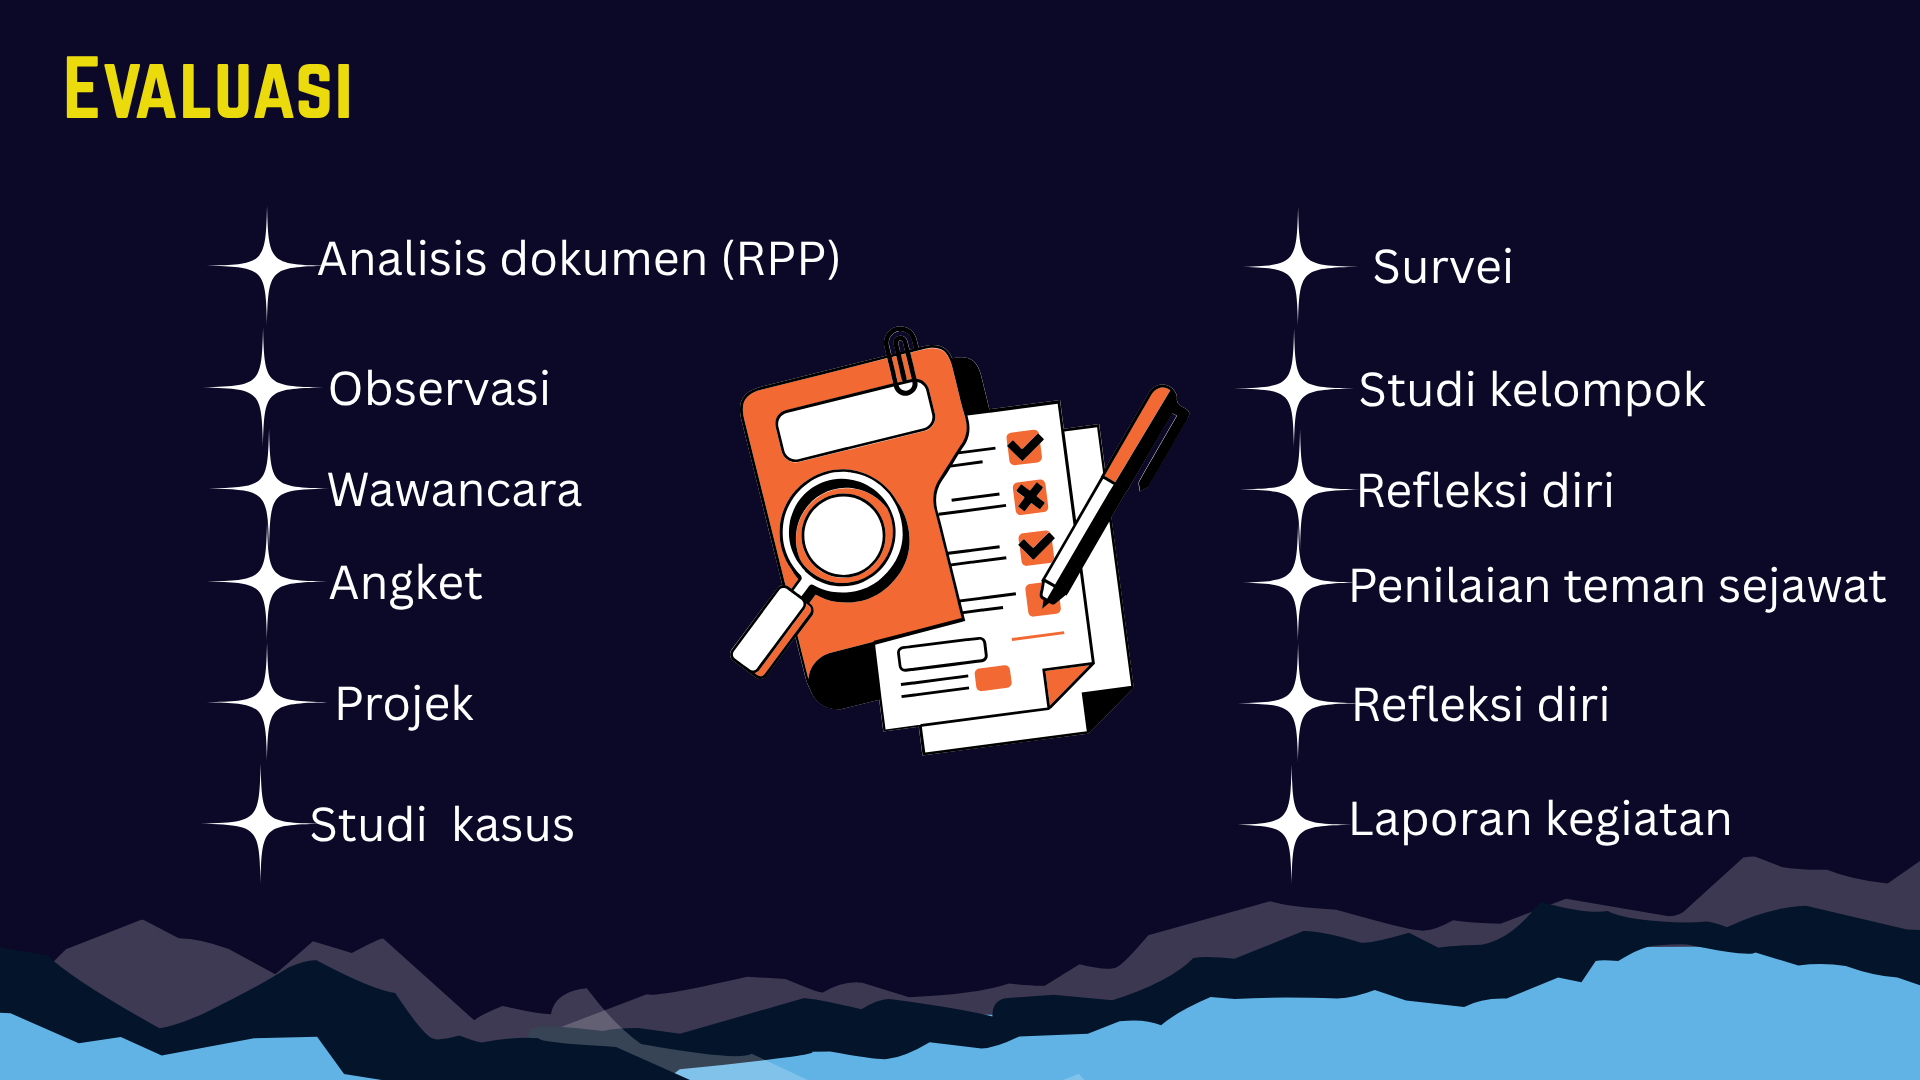 Evaluasi
Analisis dokumen (RPP)
Observasi
Wawancara
Angket
Projek
Studi  kasus
Survei
Studi kelompok
Refleksi diri
Penilaian teman sejawat
Refleksi diri
Laporan kegiatan